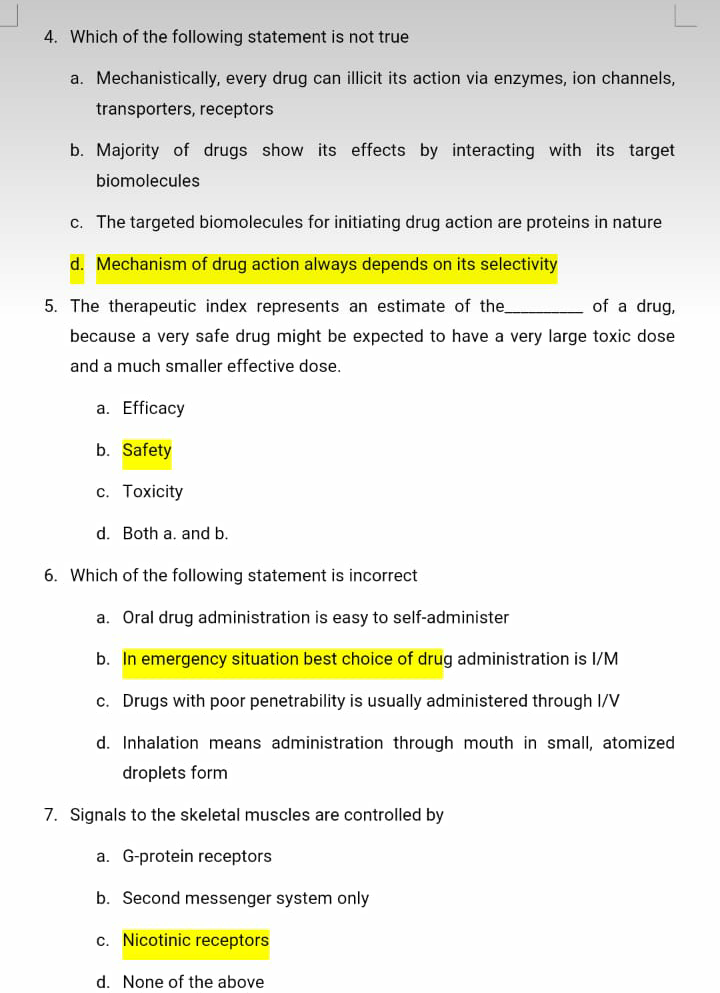 4. Which of the following statement is not true
a. Mechanistically, every drug can illicit its action via enzymes, ion channels,
transporters, receptors
b. Majority of drugs show its effects by interacting with its target
biomolecules
c. The targeted biomolecules for initiating drug action are proteins in nature
d. Mechanism of drug action always depends on its selectivity
5. The therapeutic index represents an estimate of the__________ of a drug,
because a very safe drug might be expected to have a very large toxic dose
and a much smaller effective dose.
a. Efficacy
b. Safety
c. Toxicity
d. Both a. and b.
6. Which of the following statement is incorrect
a. Oral drug administration is easy to self-administer
b. In emergency situation best choice of drug administration is I/M
c. Drugs with poor penetrability is usually administered through I/V
d. Inhalation means administration through mouth in small, atomized
droplets form
7. Signals to the skeletal muscles are controlled by
a. G-protein receptors
b. Second messenger system only
c. Nicotinic receptors
d. None of the above